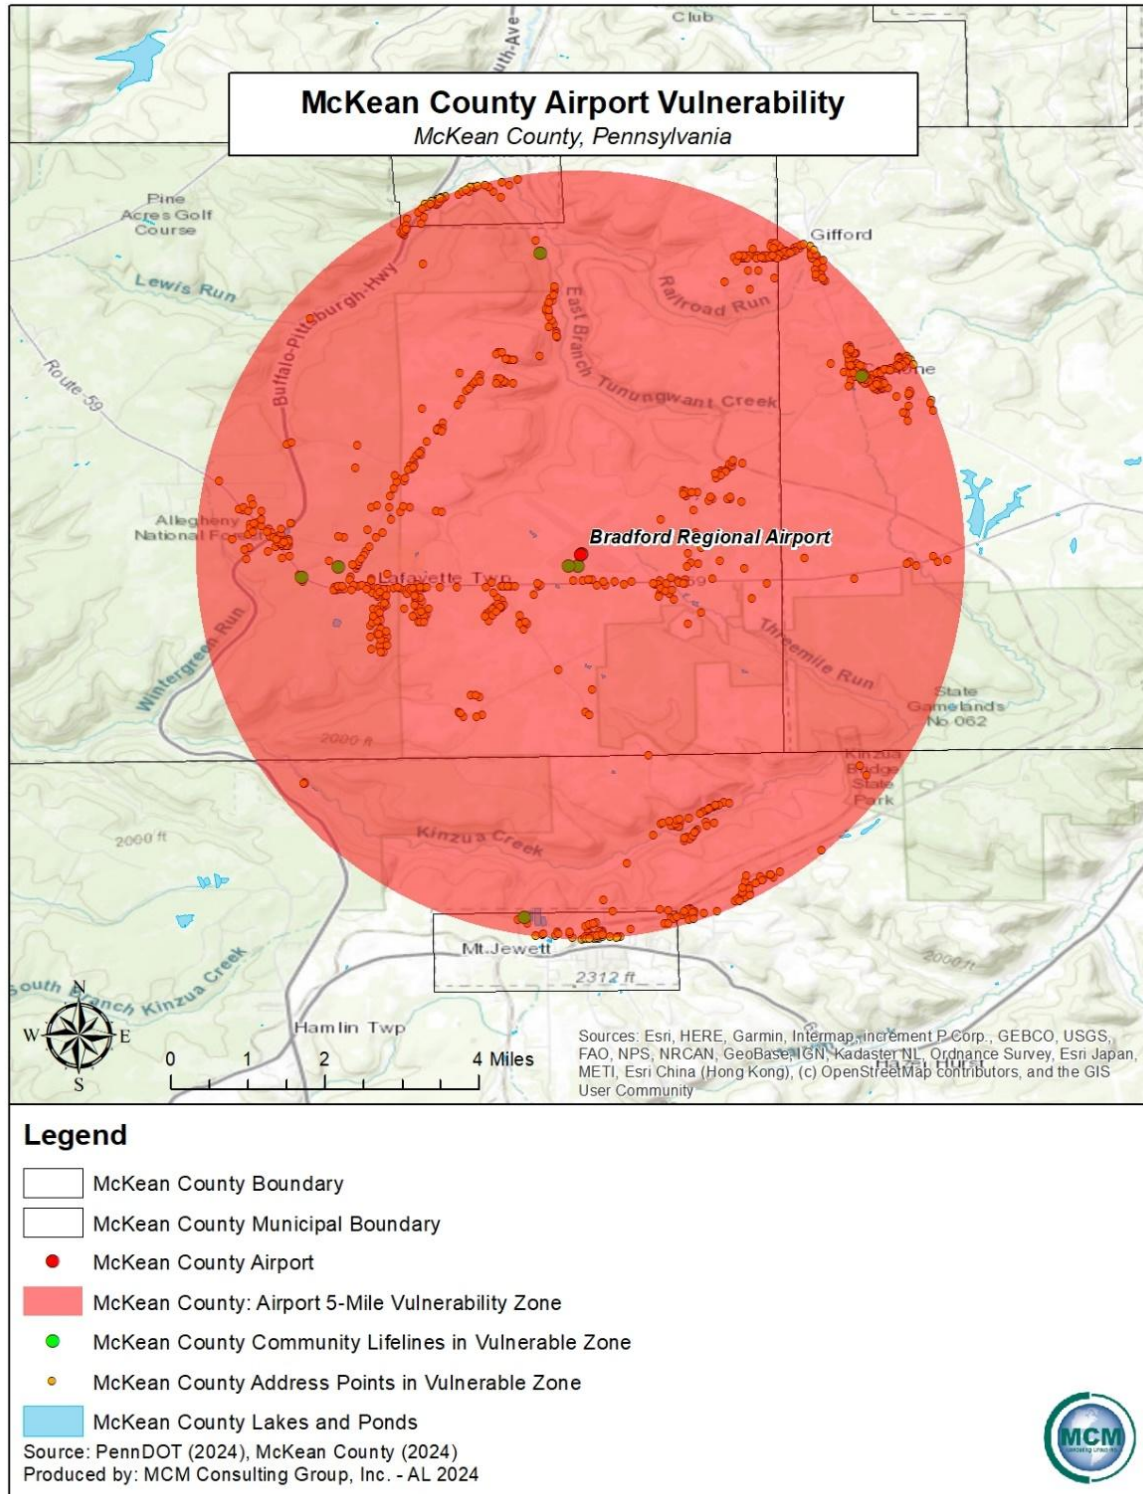 Club
uth-Ave
McKean County Airport Vulnerability
McKean County, Pennsylvania
Pine
Acres Golf
Course
Gifford
Lewis Run
Buffalo-Pittsburgh-Hwy
Railroad Run
Route-59
East Branch Tunungwant Creek
Allegheny
National
Bradford Regional Airport
Lafayette Twp
59
Wintergreen Run
Threemile Run
State
Gamelands
No 062
2000 ft
Kinzua
Bridge
State
Park
2000 ft
Kinzua Creek
Mt.Jewett
2312 ft
2000 ft
South Branch Kinzua Creek
N
W
E
S
Hamlin Twp
0 1 2 4 Miles
Sources: Esri, HERE, Garmin, Intermap, increment P Corp., GEBCO, USGS,
FAO, NPS, NRCAN, GeoBase, IGN, Kadaster NL, Ordnance Survey, Esri Japan,
METI, Esri China (Hong Kong), (c) OpenStreetMap contributors, and the GIS
User Community
Legend
McKean County Boundary
McKean County Municipal Boundary
McKean County Airport
McKean County: Airport 5-Mile Vulnerability Zone
McKean County Community Lifelines in Vulnerable Zone
McKean County Address Points in Vulnerable Zone
McKean County Lakes and Ponds
Source: PennDOT (2024), McKean County (2024)
Produced by: MCM Consulting Group, Inc. - AL 2024
MCM